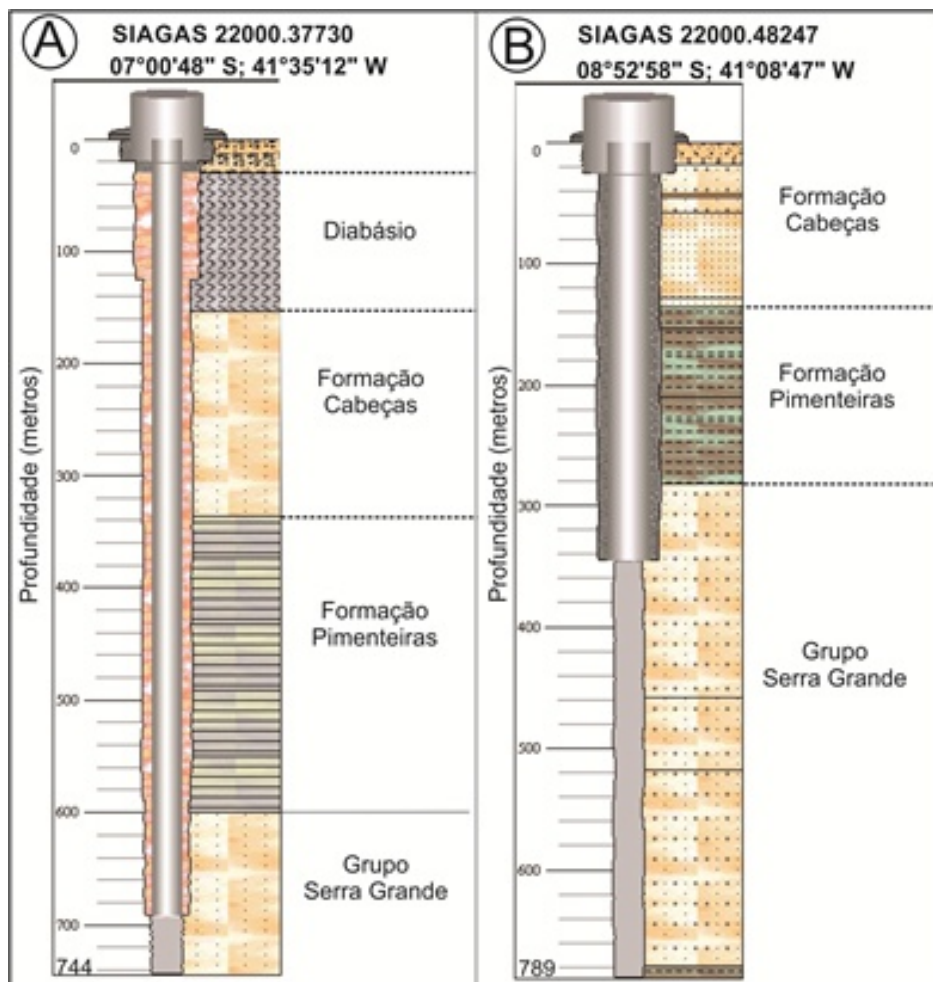 A
SIAGAS 22000.37730
07°00'48" S; 41°35'12" W
Profundidade (metros)
0
100
200
300
400
500
600
700
744
Diabásio
Formação
Cabeças
Formação
Pimenteiras
Grupo
Serra Grande
B
SIAGAS 22000.48247
08°52'58" S; 41°08'47" W
Profundidade (metros)
0
100
200
300
400
500
600
789
Formação
Cabeças
Formação
Pimenteiras
Grupo
Serra Grande